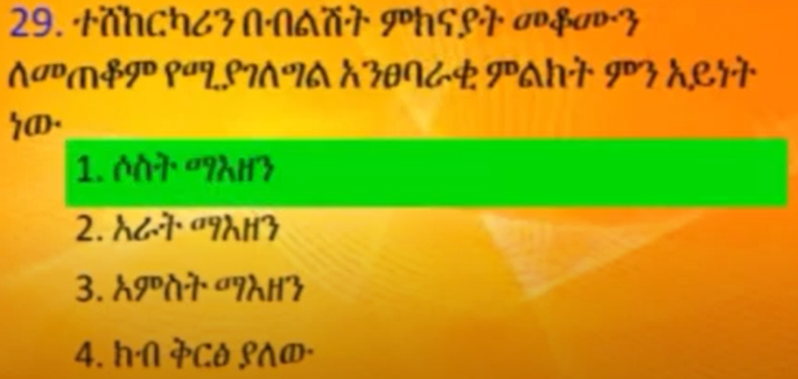 29. ተሽከርካሪን በብልሽት ምክናያት መቆሙን
ለመጠቆም የሚያገለግል አንፀባራቂ ምልክት ምን አይነት
ነው
1. ሶስት ማእዘን
2. አራት ማእዘን
3. አምስት ማእዘን
4. ክብ ቅርፅ ያለው